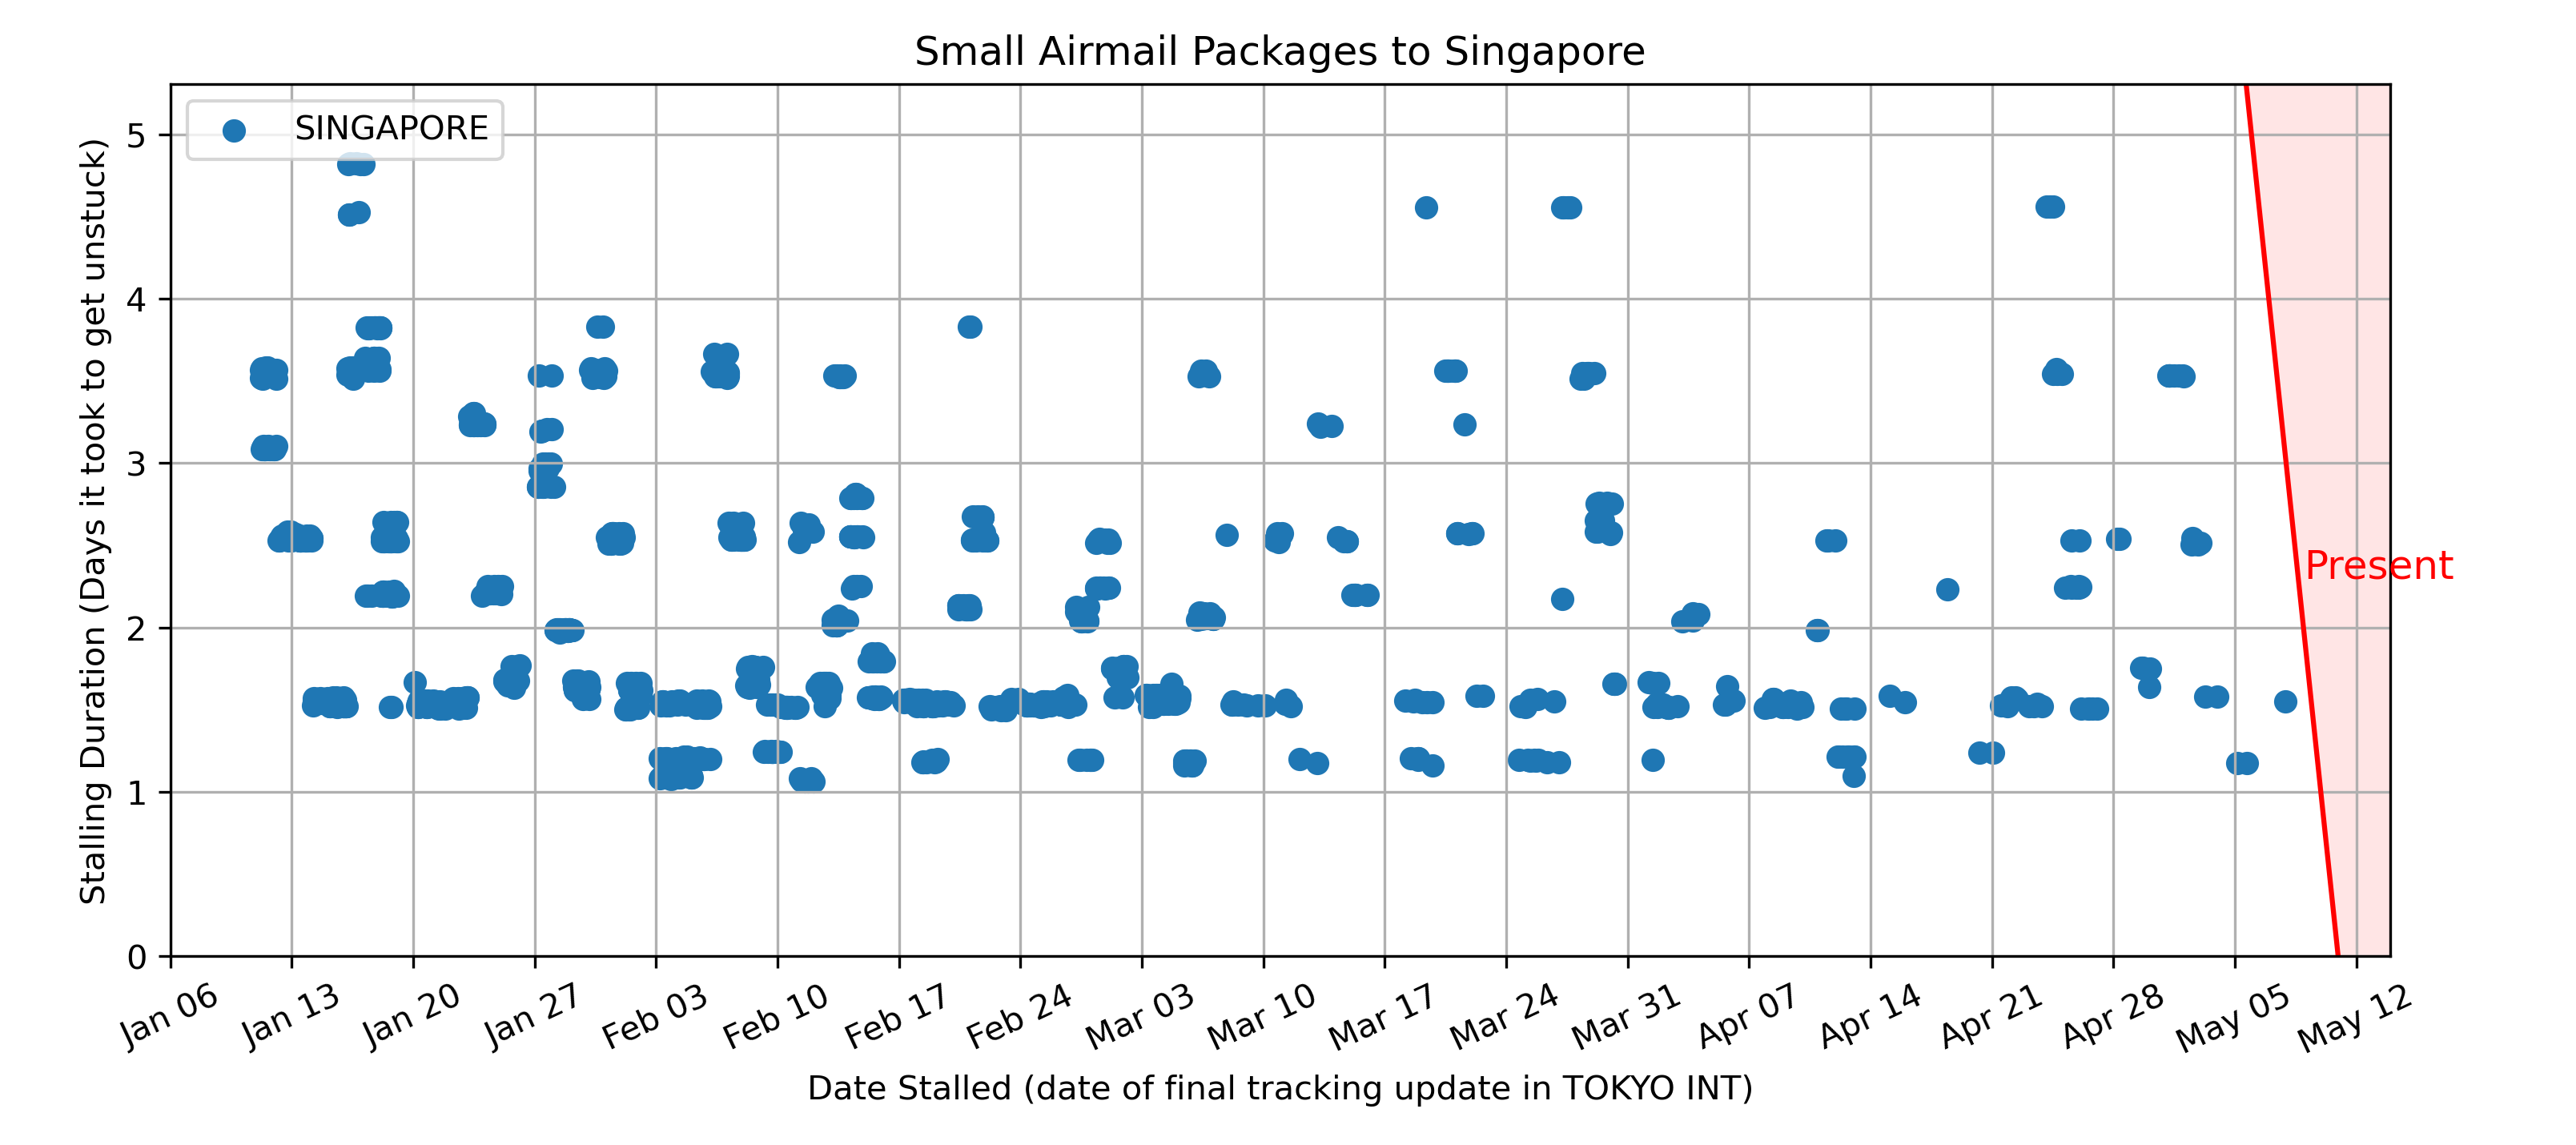 Small Airmail Packages to Singapore
SINGAPORE
Stalling Duration (Days it took to get unstuck)
5
4
3
2
1
0
Present
Jan 06
Jan 13
Jan 20
Jan 27
Feb 03
Feb 10
Feb 17
Feb 24
Mar 03
Mar 10
Mar 17
Mar 24
Mar 31
Apr 07
Apr 14
Apr 21
Apr 28
May 05
May 12
Date Stalled (date of final tracking update in TOKYO INT)